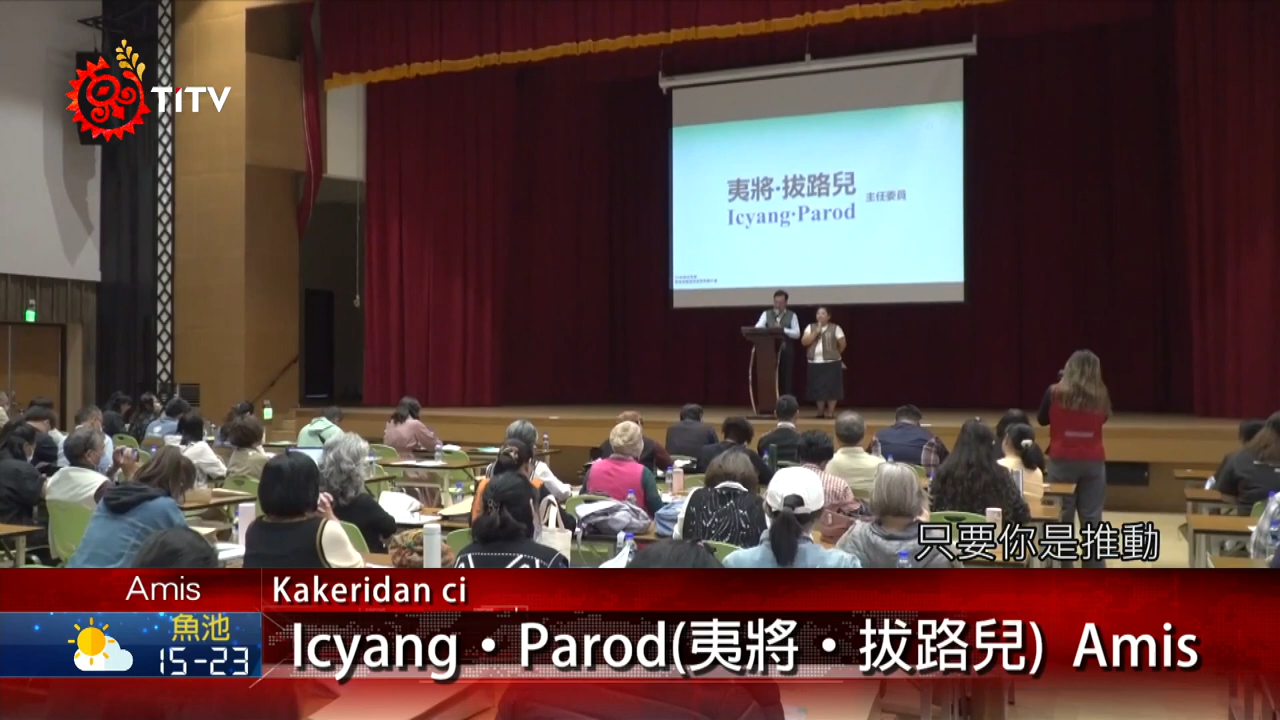 TITV
夷將·拔路兒
主任委員
Icyang·Parod
只要你是推動
Amis
Kakeridan ci
魚池
15-23
Icyang・Parod(夷將・拔路兒) Amis